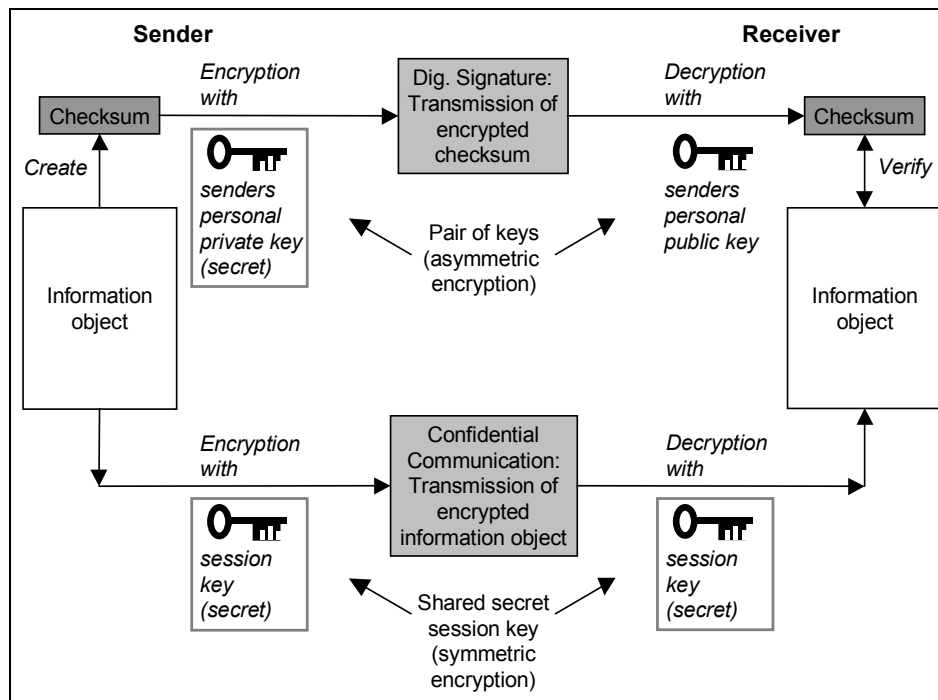 Sender
Receiver
Encryption
with
Dig. Signature:
Transmission of
encrypted
checksum
Decryption
with
Checksum
Checksum
Create
Verify
senders
personal
private key
(secret)
senders
personal
public key
Pair of keys
(asymmetric
encryption)
Information
object
Information
object
Encryption
with
Confidential
Communication:
Transmission of
encrypted
information object
Decryption
with
session
key
(secret)
session
key
(secret)
Shared secret
session key
(symmetric
encryption)